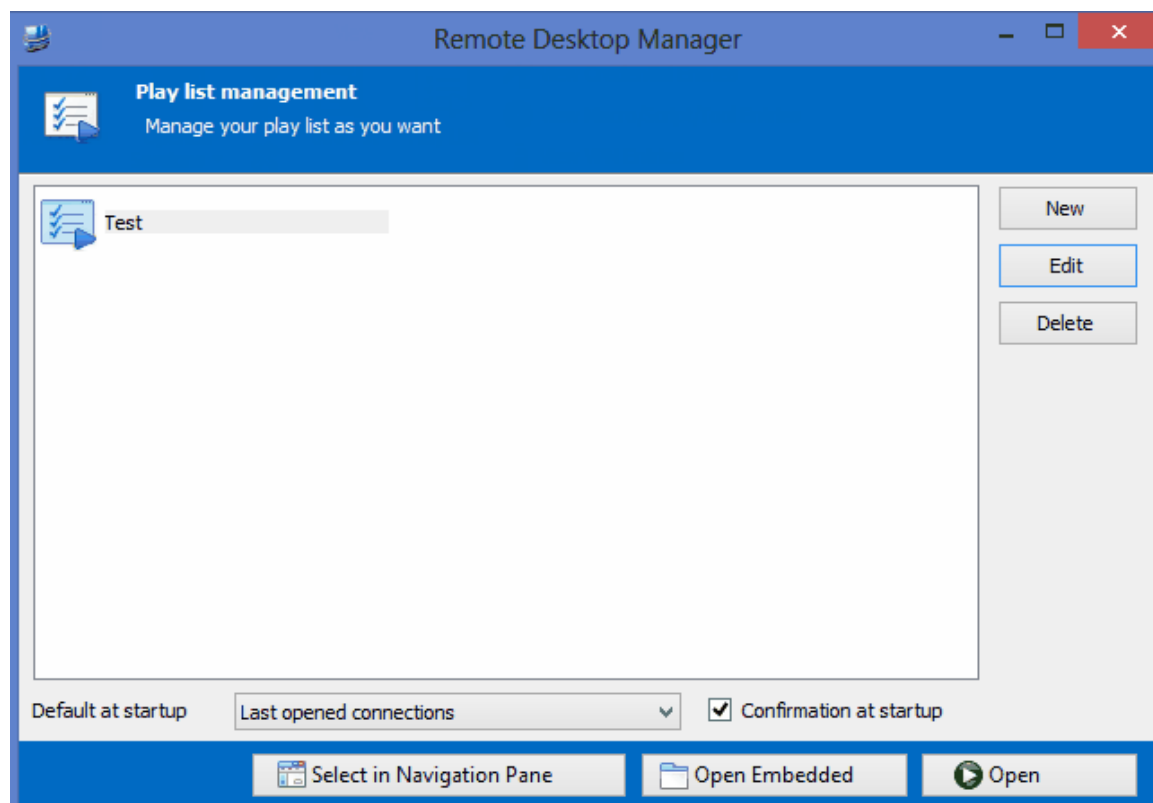 Remote Desktop Manager
Play list management
Manage your play list as you want
Test
New
Edit
Delete
Default at startup
Last opened connections
Confirmation at startup
Select in Navigation Pane
Open Embedded
Open